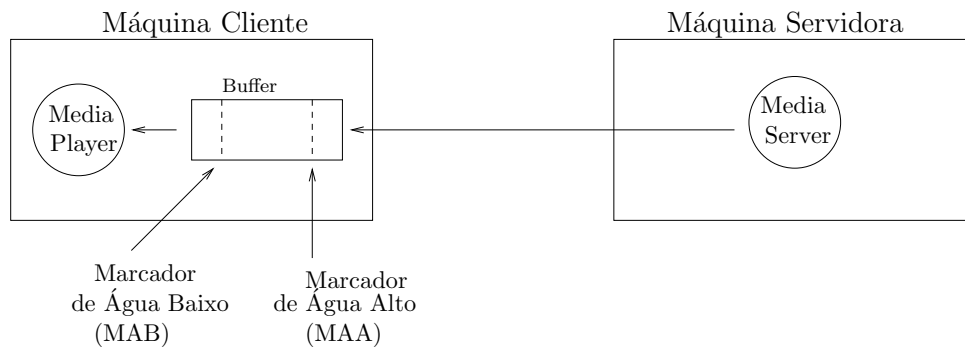 Máquina Cliente
Máquina Servidora
Buffer
Media
Player
Media
Server
Marcador
de Água Baixo
(MAB)
Marcador
de Água Alto
(MAA)